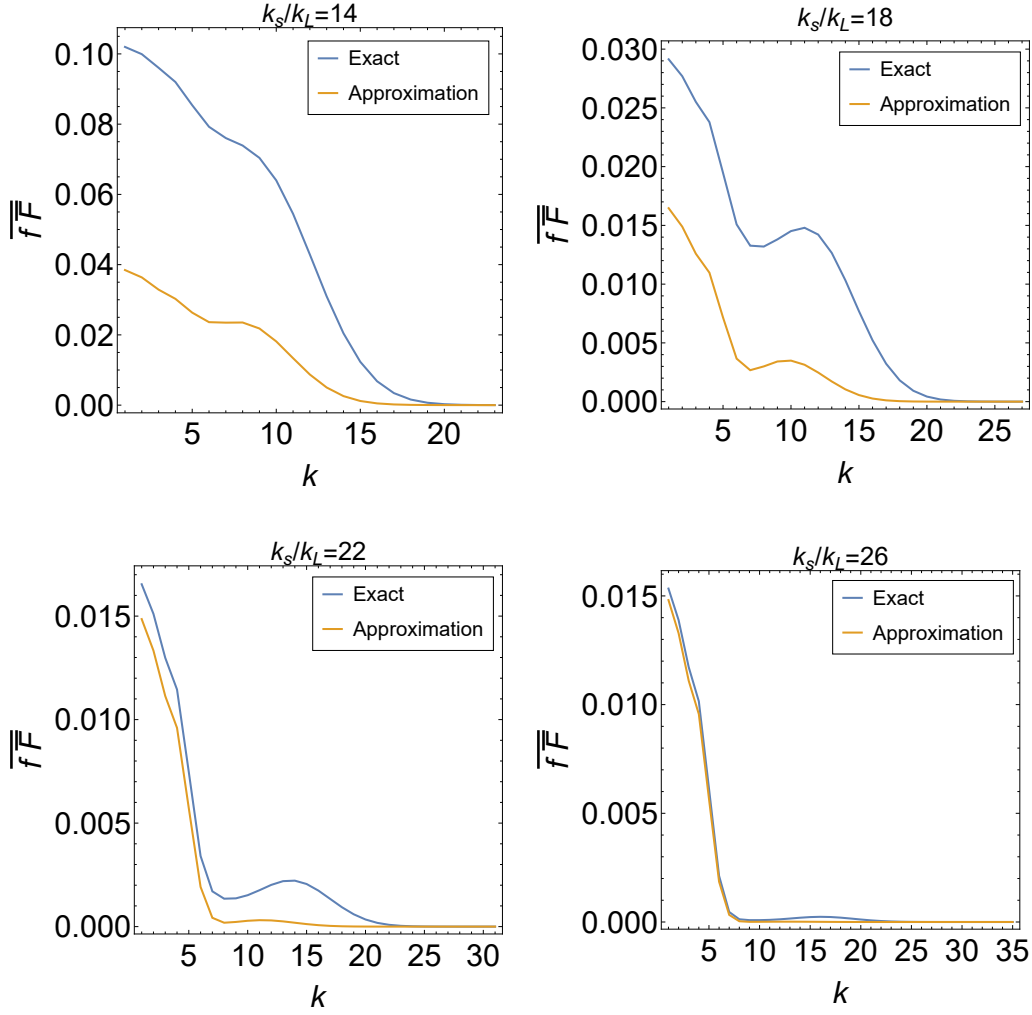 k_s/k_L=14
Exact
Approximation
0.10
0.08
0.06
0.04
0.02
0.00
f F
5 10 15 20
k
k_s/k_L=18
Exact
Approximation
0.030
0.025
0.020
0.015
0.010
0.005
0.000
f F
5 10 15 20 25
k
k_s/k_L=22
Exact
Approximation
0.015
0.010
0.005
0.000
f F
5 10 15 20 25 30
k
k_s/k_L=26
Exact
Approximation
0.015
0.010
0.005
0.000
f F
5 10 15 20 25 30 35
k